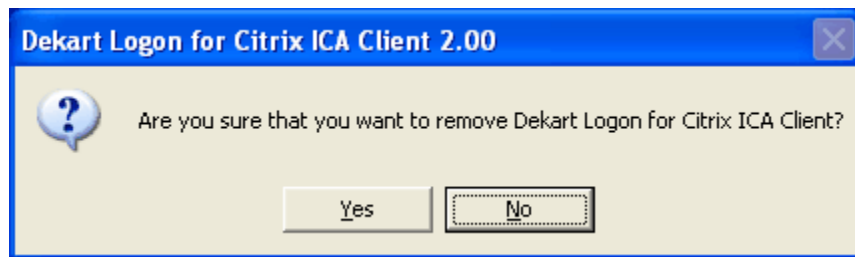 Dekart Logon for Citrix ICA Client 2.00
Are you sure that you want to remove Dekart Logon for Citrix ICA Client?
Yes
No